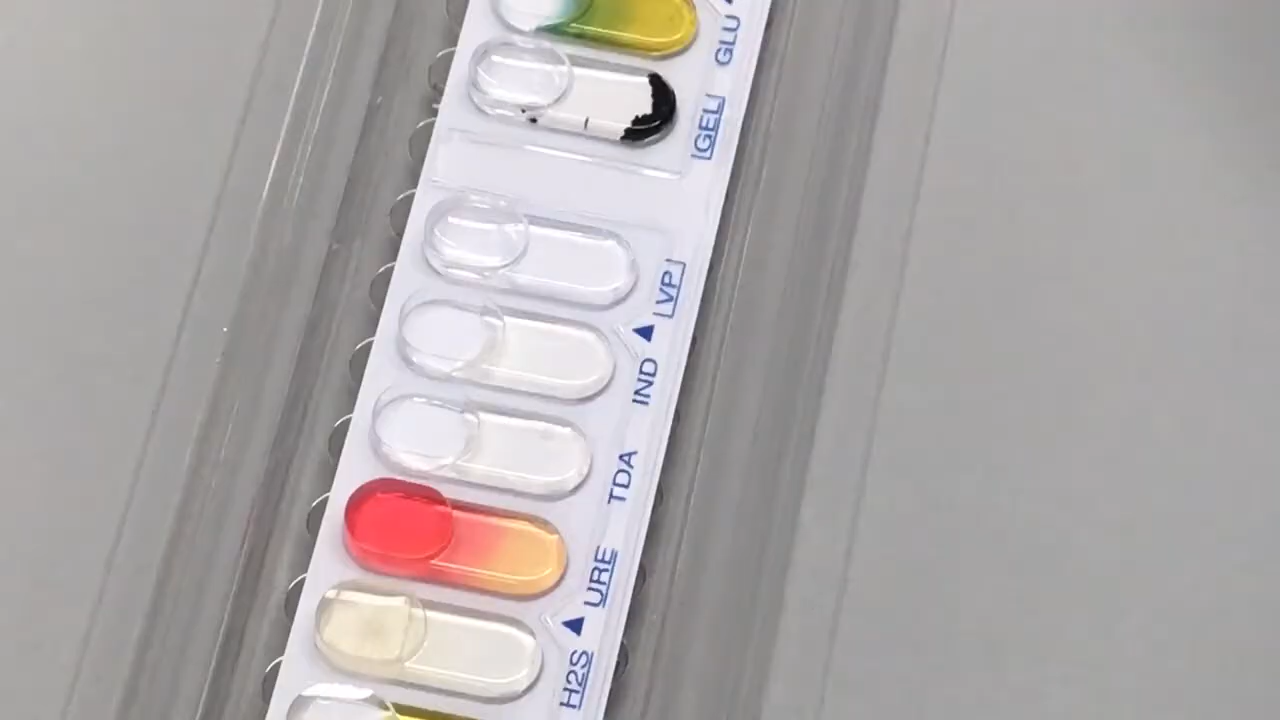 GLU
|GEL|
|VP|
IND
TDA
URE
|H2S|